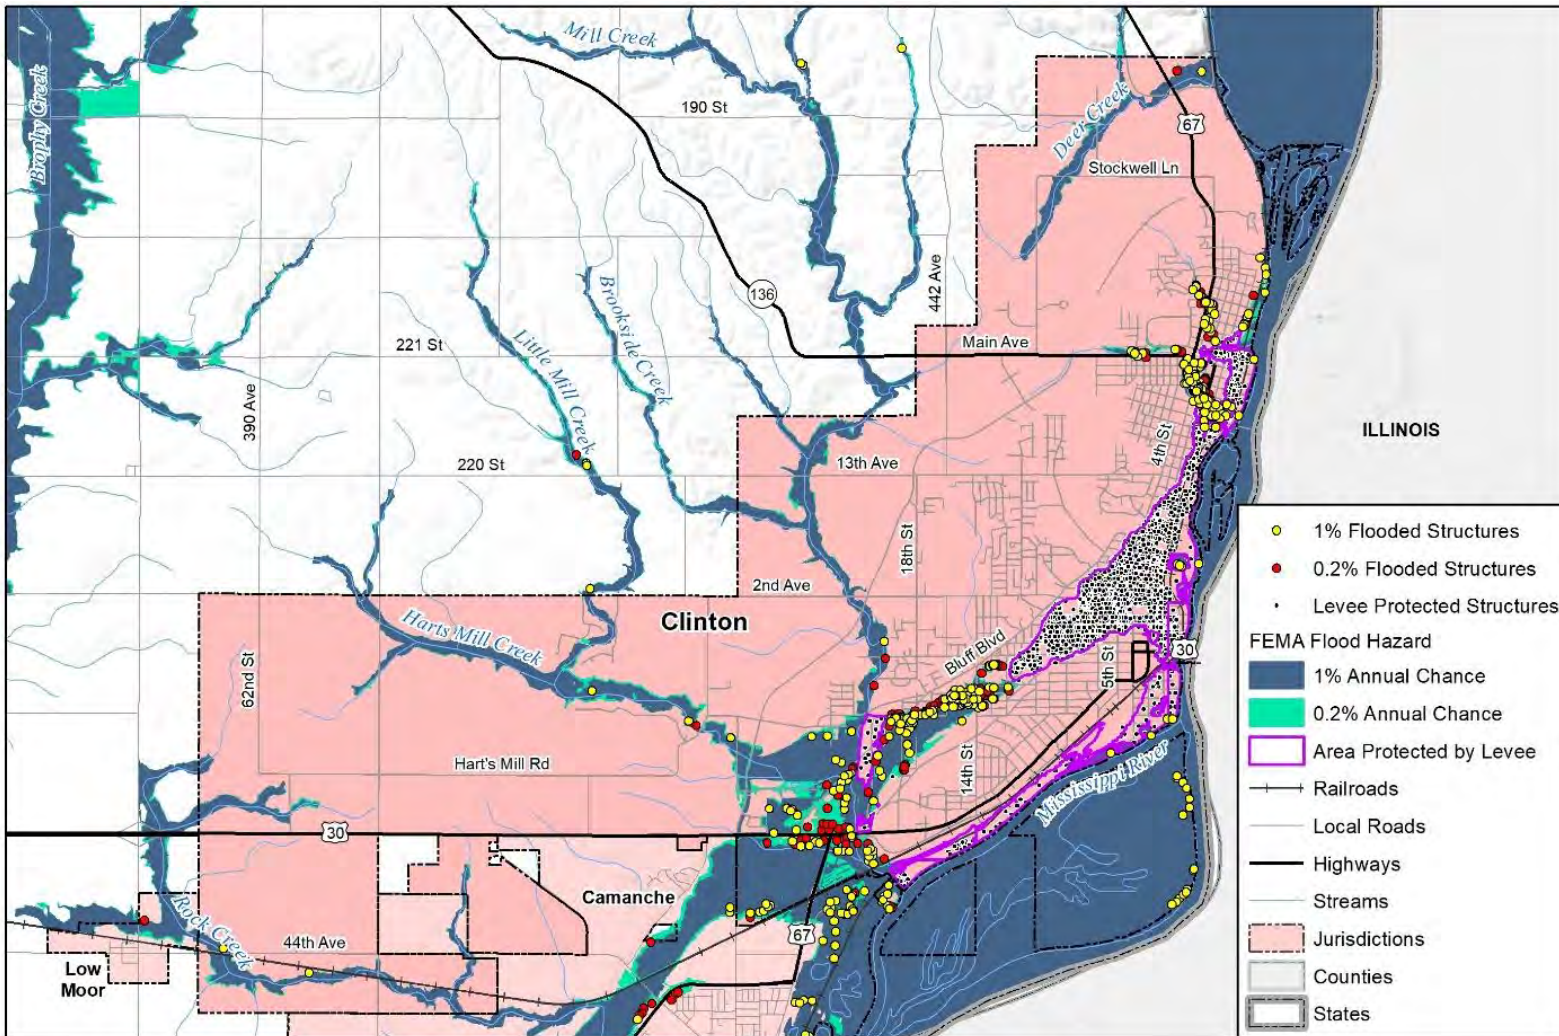 Mill Creek
190 St
Brophy Creek
Deer Creek
67
Stockwell Ln
442 Ave
136
Brookside Creek
Little Mill Creek
221 St
Main Ave
390 Ave
ILLINOIS
220 St
13th Ave
4th St
18th St
2nd Ave
Clinton
Harts Mill Creek
Bluff Blvd
62nd St
5th St
30
Hart's Mill Rd
14th St
Mississippi River
30
Camanche
Rock Creek
44th Ave
67
Low
Moor
1% Flooded Structures
0.2% Flooded Structures
Levee Protected Structures
FEMA Flood Hazard
1% Annual Chance
0.2% Annual Chance
Area Protected by Levee
Railroads
Local Roads
Highways
Streams
Jurisdictions
Counties
States